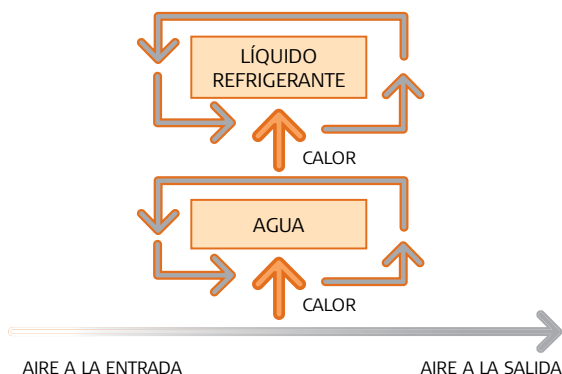 LÍQUIDO
REFRIGERANTE
CALOR
AGUA
CALOR
AIRE A LA ENTRADA
AIRE A LA SALIDA